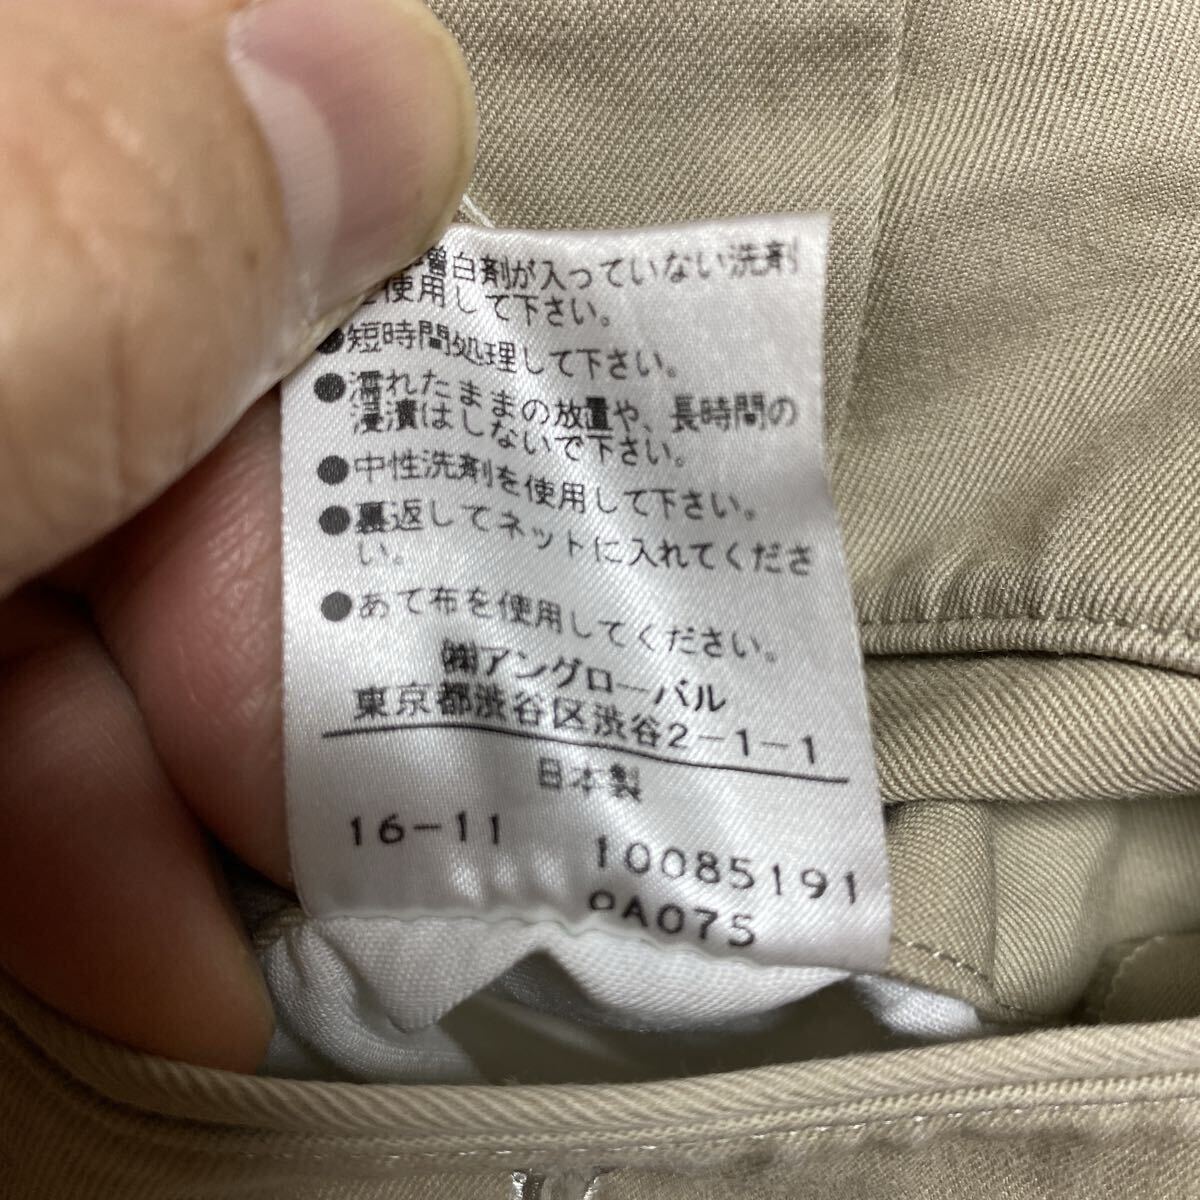 増白剤が入っていない洗剤
使用して下さい。
●短時間処理して下さい。
●濡れたままの放置や、長時間の
浸漬はしないで下さい。
●中性洗剤を使用して下さい。
●裏返してネットに入れてくださ
い。
●あて布を使用してください。
㈱アングローバル
東京都渋谷区渋谷2-1-1
日本製
16-11
10085191
A075